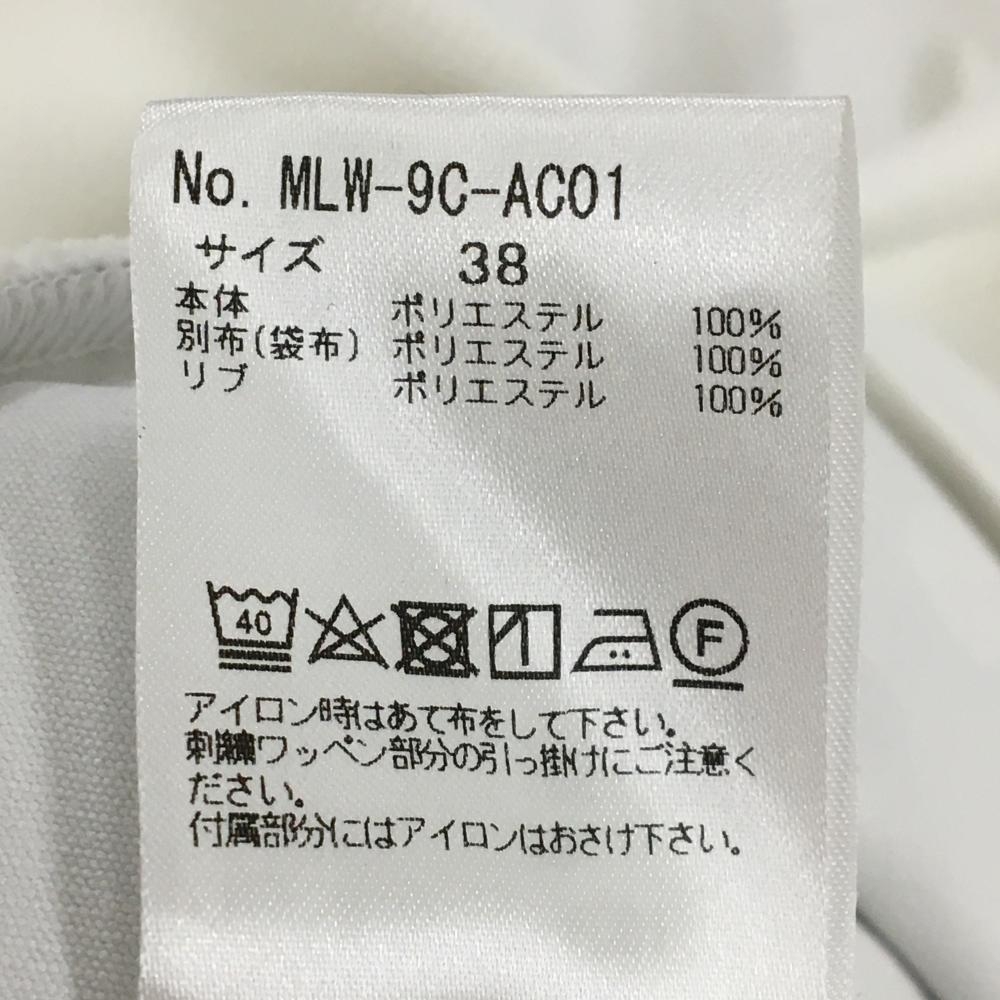 No. MLW-9C-AC01
サイズ 38
本体 ポリエステル 100%
別布(袋布) ポリエステル 100%
リブ ポリエステル 100%
40 F
アイロン時はあて布をして下さい。
刺繍ワッペン部分の引っ掛けにご注意く
ださい。
付属部分にはアイロンはおさけ下さい。